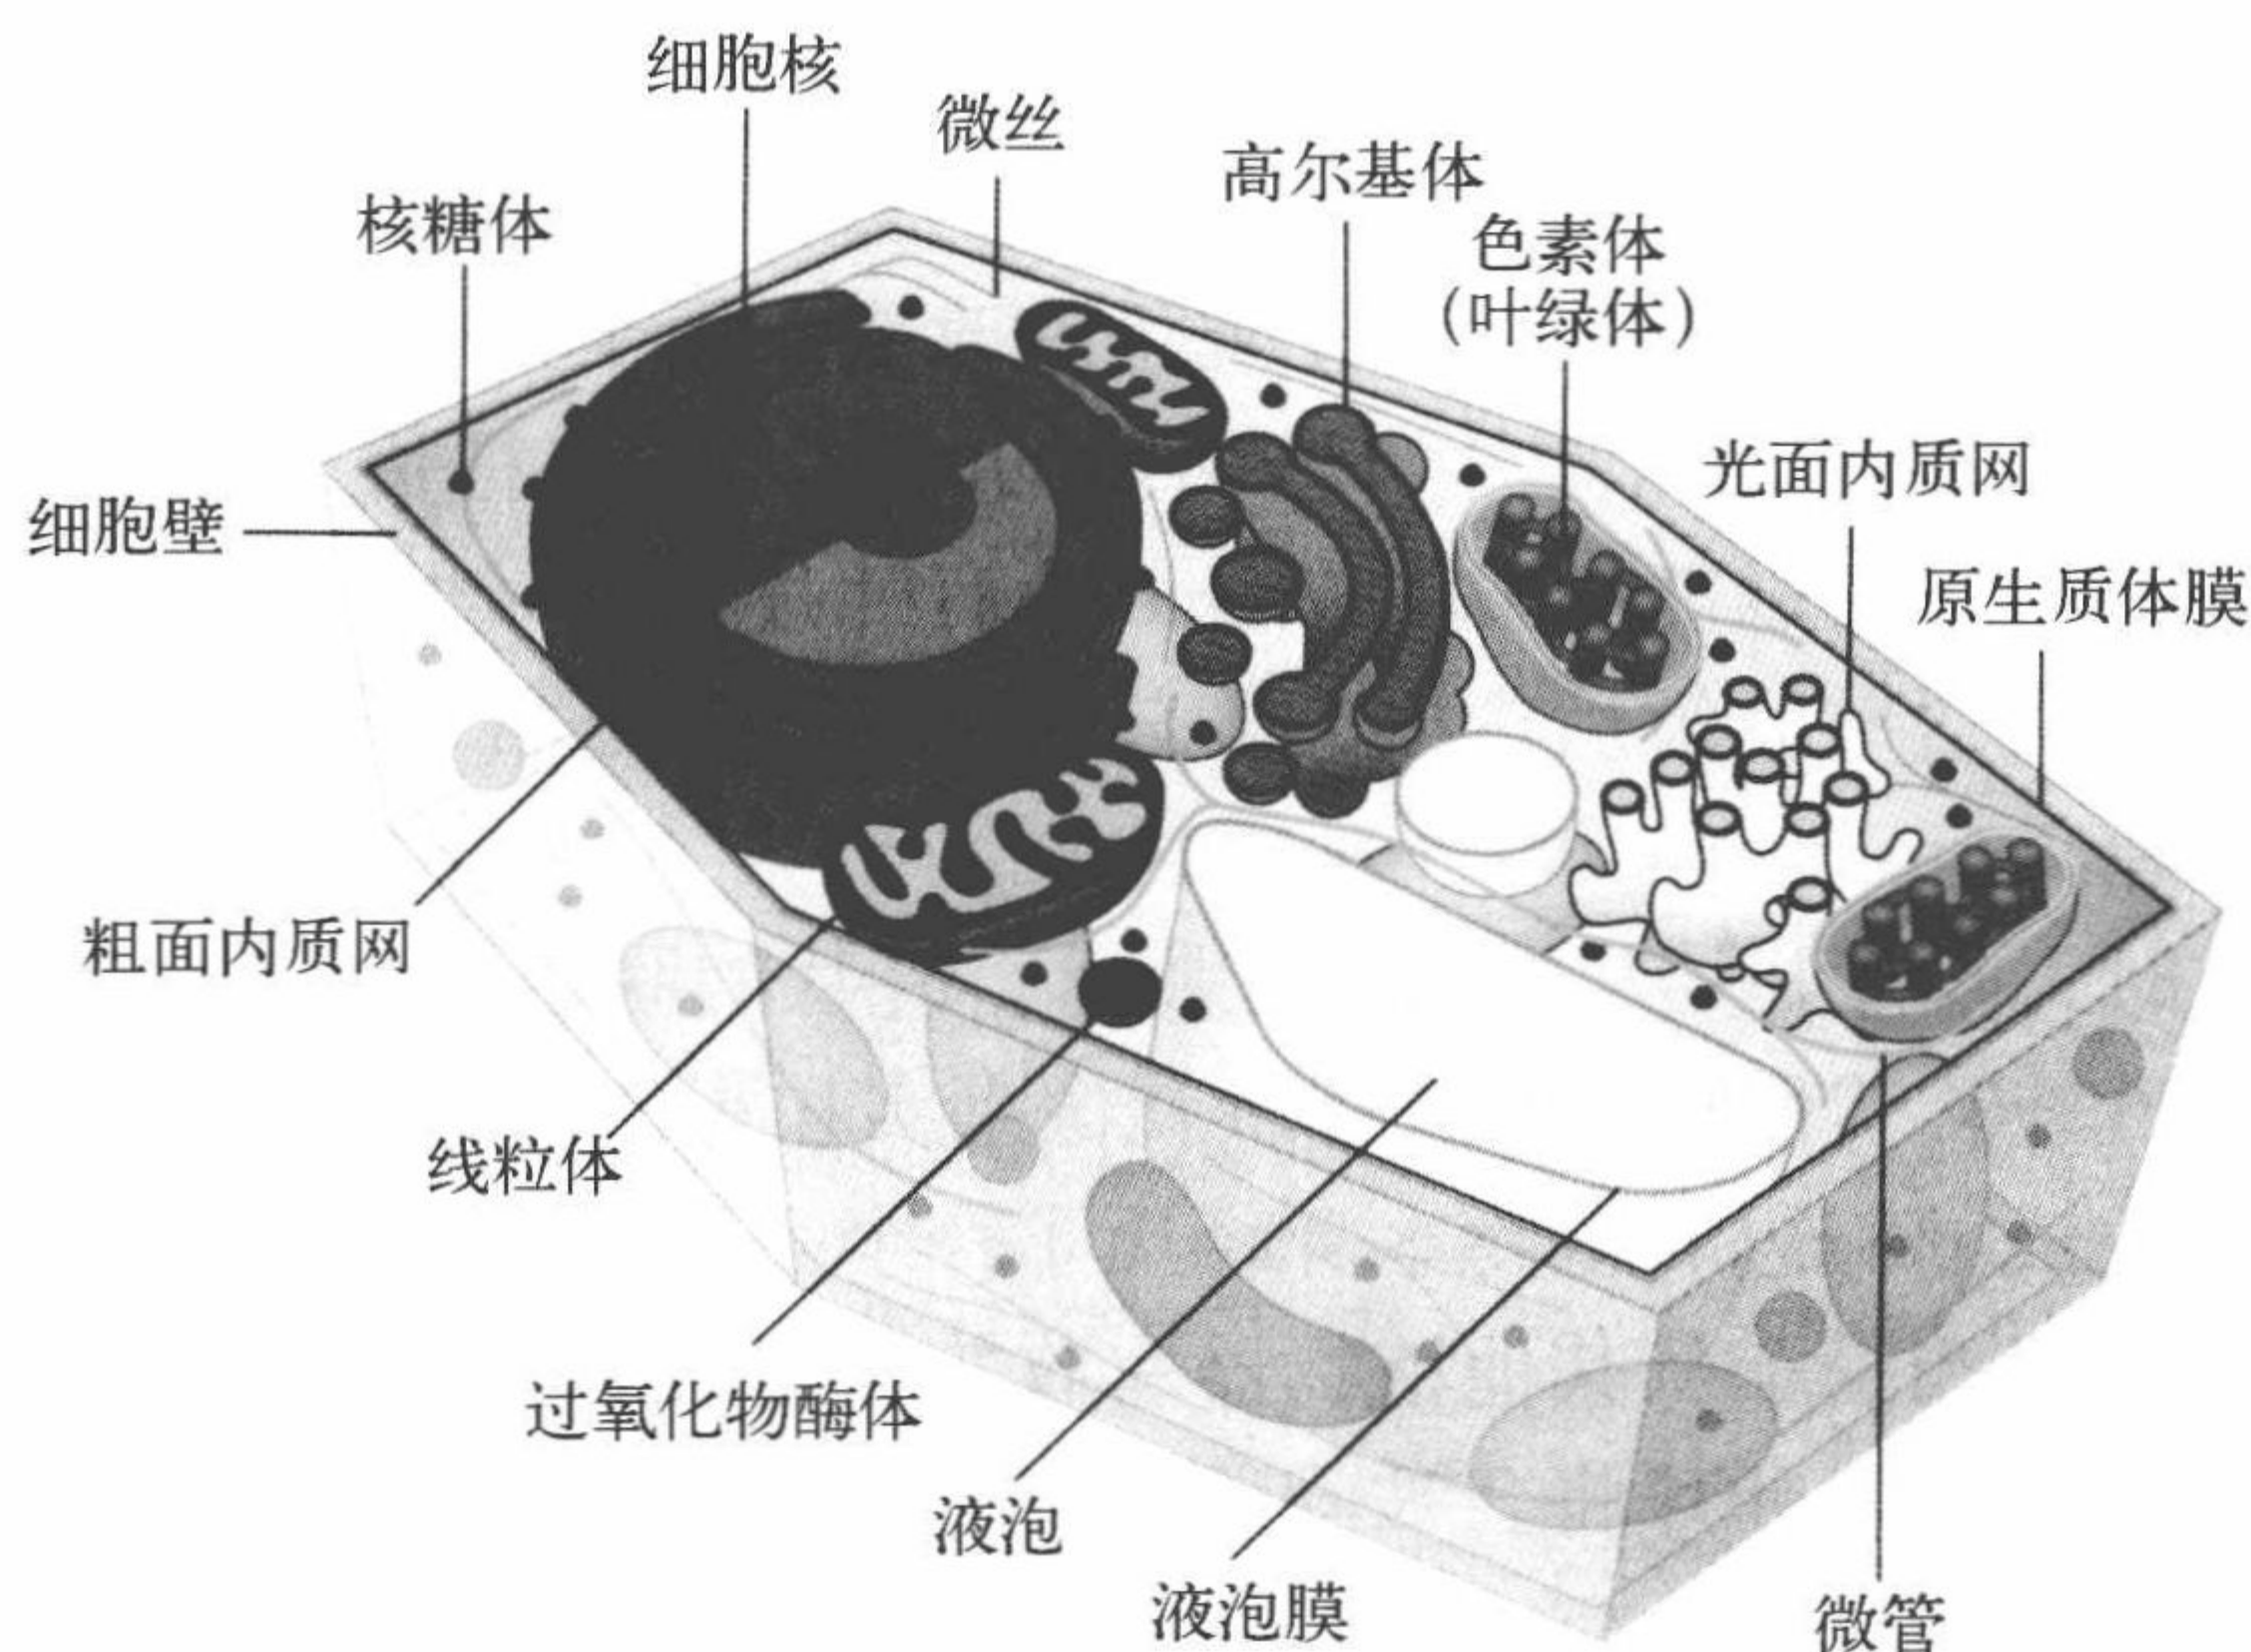 细胞核
微丝
高尔基体
核糖体
色素体
(叶绿体)
光面内质网
细胞壁
原生质体膜
粗面内质网
线粒体
过氧化物酶体
液泡
液泡膜
微管